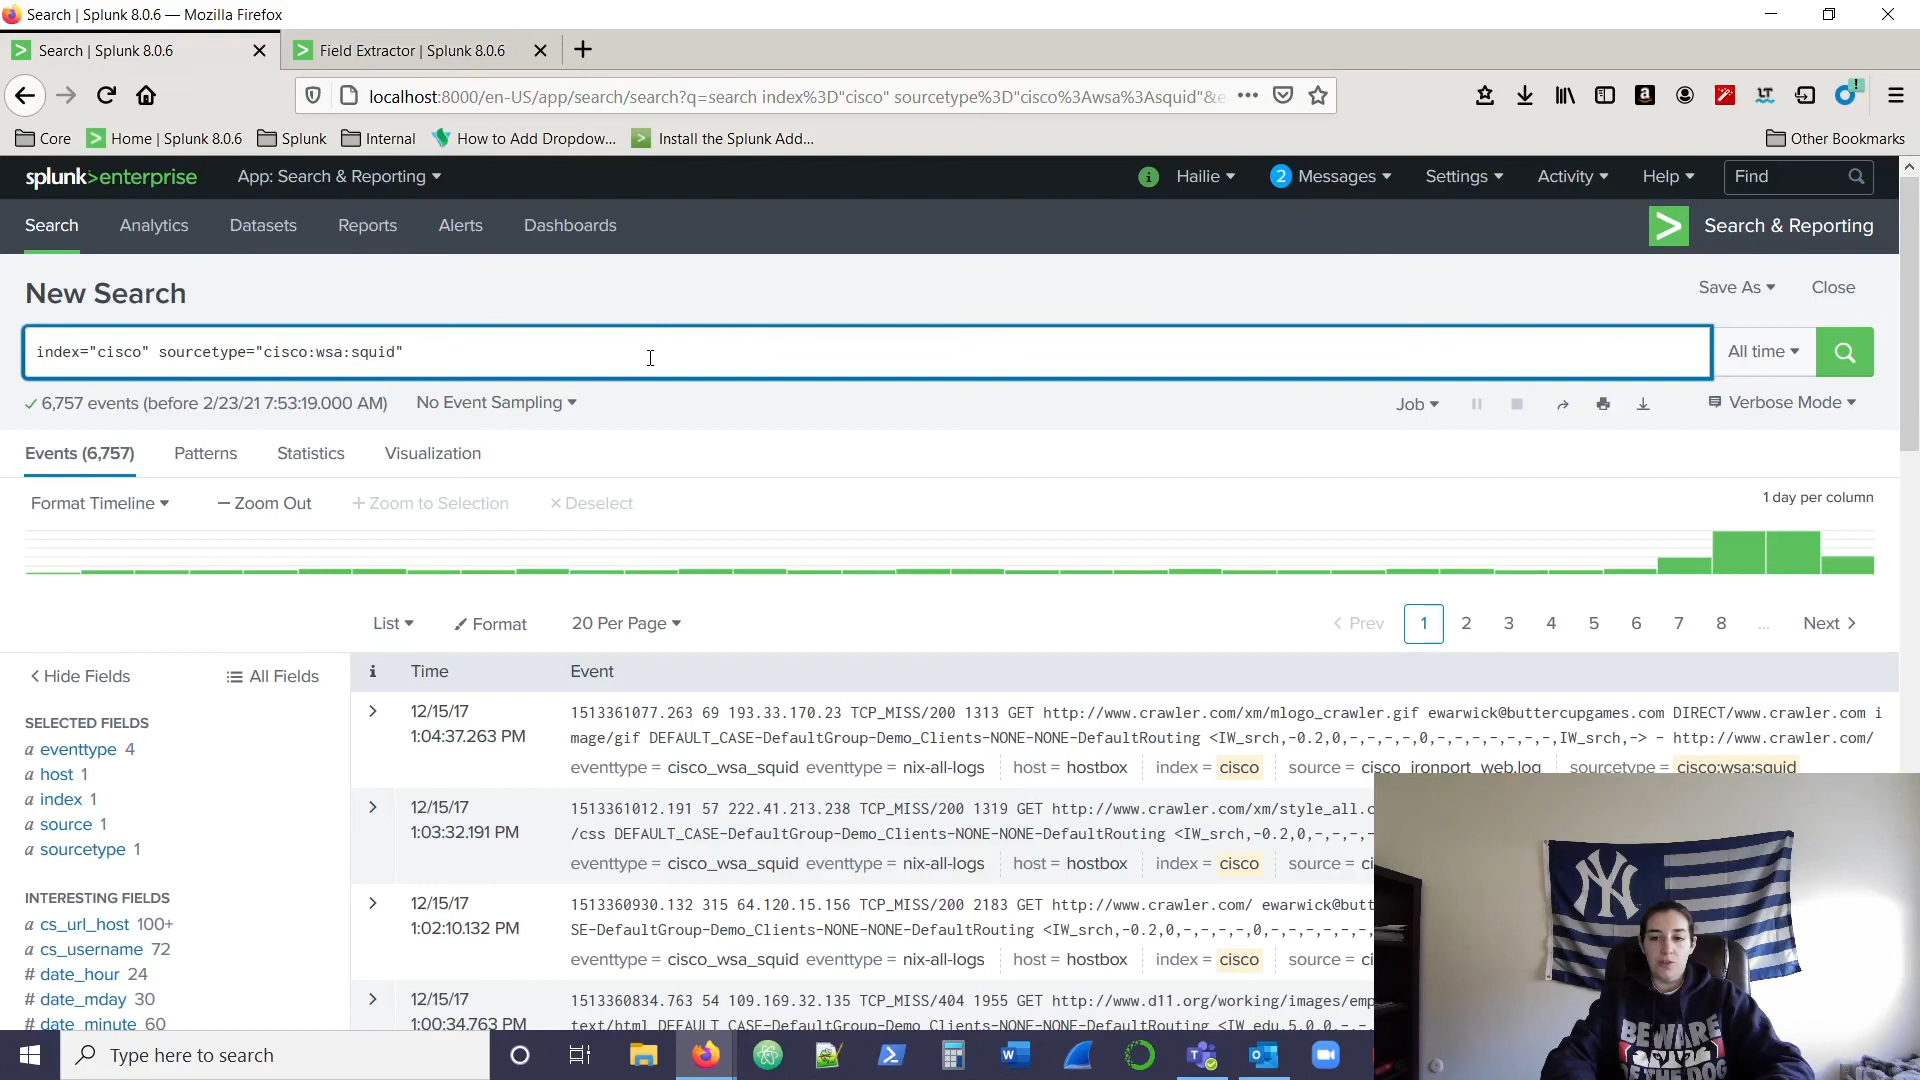 Search | Splunk 8.0.6 — Mozilla Firefox
Search | Splunk 8.0.6
Field Extractor | Splunk 8.0.6
localhost:8000/en-US/app/search/search?q=search index%3D"cisco" sourcetype%3D"cisco%3Awsa%3Asquid"&e
Core
Home | Splunk 8.0.6
Splunk
Internal
How to Add Dropdow...
Install the Splunk Add...
Other Bookmarks
splunk>enterprise
App: Search & Reporting
i
Hailie
2 Messages
Settings
Activity
Help
Find
Search
Analytics
Datasets
Reports
Alerts
Dashboards
Search & Reporting
New Search
Save As
Close
index="cisco" sourcetype="cisco:wsa:squid"
All time
6,757 events (before 2/23/21 7:53:19.000 AM)
No Event Sampling
Job
Verbose Mode
Events (6,757)
Patterns
Statistics
Visualization
Format Timeline
— Zoom Out
+ Zoom to Selection
× Deselect
1 day per column
List
Format
20 Per Page
< Prev
1
2
3
4
5
6
7
8
...
Next >
< Hide Fields
All Fields
i
Time
Event
SELECTED FIELDS
a eventtype 4
a host 1
a index 1
a source 1
a sourcetype 1
INTERESTING FIELDS
a cs_url_host 100+
a cs_username 72
# date_hour 24
# date_mday 30
# date_minute 60
12/15/17
1:04:37.263 PM
1513361077.263 69 193.33.170.23 TCP_MISS/200 1313 GET http://www.crawler.com/xm/mlogo_crawler.gif ewarwick@buttercupgames.com DIRECT/www.crawler.com i
mage/gif DEFAULT_CASE-DefaultGroup-Demo_Clients-NONE-NONE-DefaultRouting <IW_srch,-0.2,0,-,-,-,-,0,-,-,-,-,-,-,-,IW_srch,-> - http://www.crawler.com/
eventtype = cisco_wsa_squid eventtype = nix-all-logs host = hostbox index = cisco source = cisco_ironport_web.log sourcetype = cisco:wsa:squid
12/15/17
1:03:32.191 PM
1513361012.191 57 222.41.213.238 TCP_MISS/200 1319 GET http://www.crawler.com/xm/style_all.c
/css DEFAULT_CASE-DefaultGroup-Demo_Clients-NONE-NONE-DefaultRouting <IW_srch,-0.2,0,-,-,-,-
eventtype = cisco_wsa_squid eventtype = nix-all-logs host = hostbox index = cisco source = ci
12/15/17
1:02:10.132 PM
1513360930.132 315 64.120.15.156 TCP_MISS/200 2183 GET http://www.crawler.com/ ewarwick@butt
SE-DefaultGroup-Demo_Clients-NONE-NONE-DefaultRouting <IW_srch,-0.2,0,-,-,-,-,0,-,-,-,-,-,-,
eventtype = cisco_wsa_squid eventtype = nix-all-logs host = hostbox index = cisco source = ci
12/15/17
1:00:34.763 PM
1513360834.763 54 109.169.32.135 TCP_MISS/404 1955 GET http://www.d11.org/working/images/emp
text/html DEFAULT_CASE-DefaultGroup-Demo_Clients-NONE-NONE-DefaultRouting <IW_edu,5.0,0,-,-,-
NY
BEWARE
OF THE DOG
Type here to search